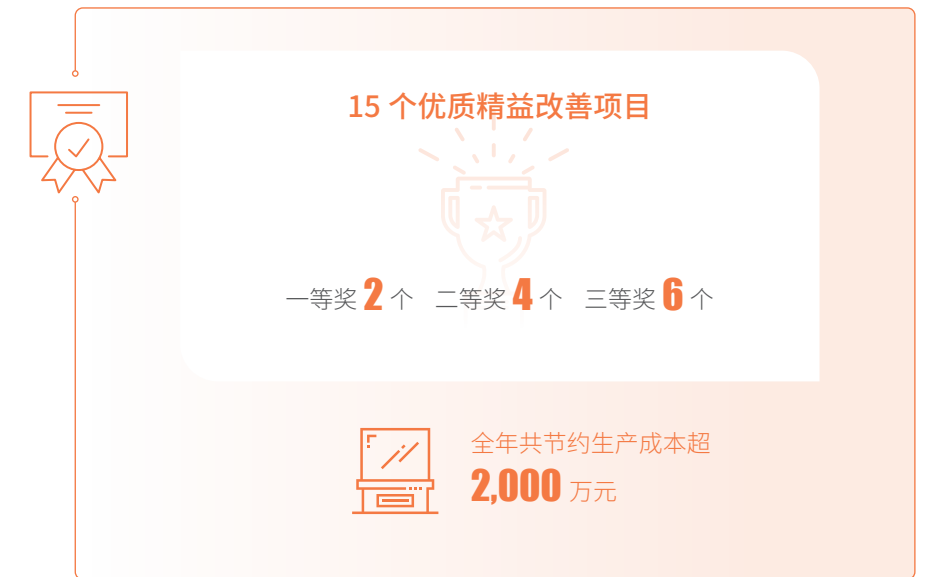 15 个优质精益改善项目
一等奖 2 个 二等奖 4 个 三等奖 6 个
全年共节约生产成本超
2,000 万元